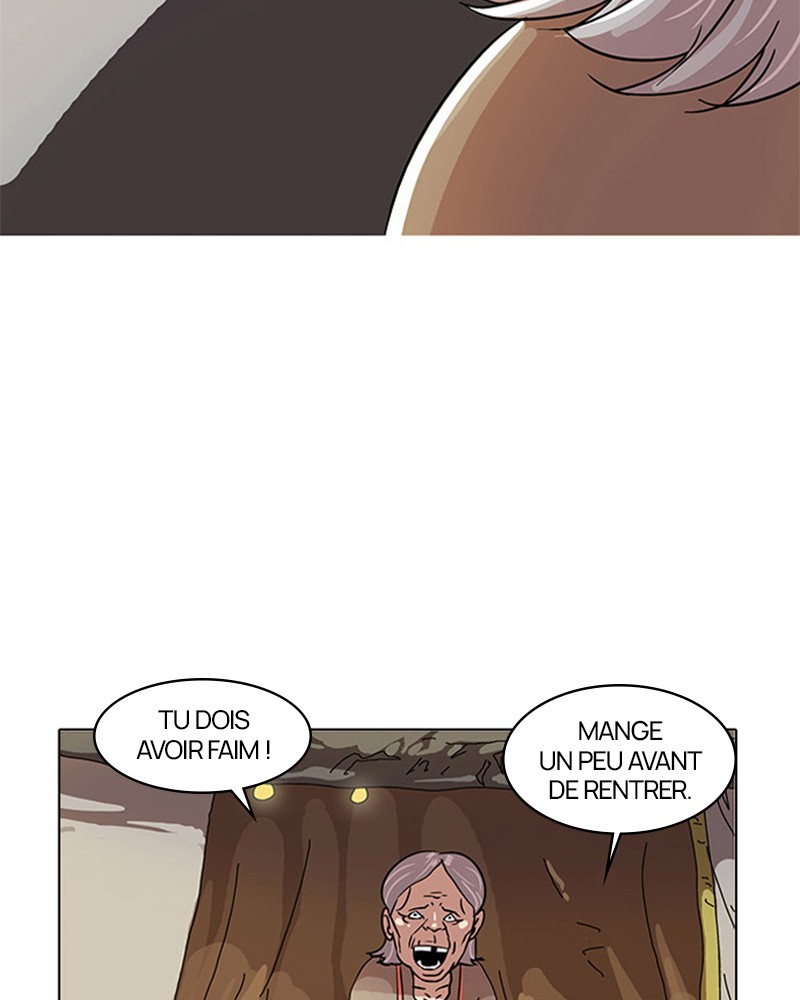 TU DOIS
AVOIR FAIM !
MANGE
UN PEU AVANT
DE RENTRER.